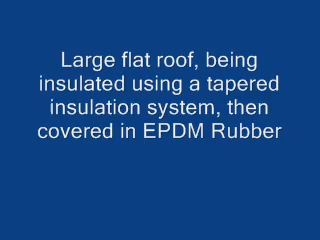 Large flat roof, being
insulated using a tapered
insulation system, then
covered in EPDM Rubber